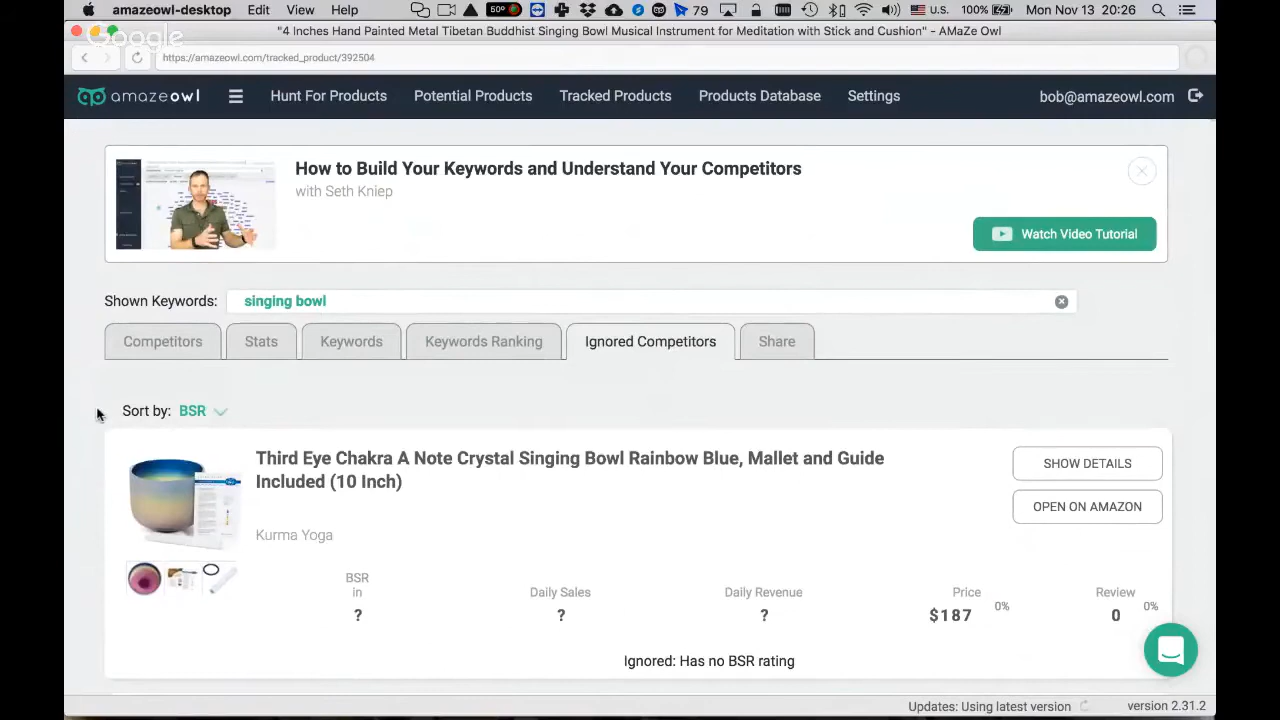 amazeowl-desktop Edit View Help 50° 79 U.S. 100% Mon Nov 13 20:26
Google
"4 Inches Hand Painted Metal Tibetan Buddhist Singing Bowl Musical Instrument for Meditation with Stick and Cushion" - AMaZe Owl
https://amazeowl.com/tracked_product/392504
amazeowl Hunt For Products Potential Products Tracked Products Products Database Settings bob@amazeowl.com
How to Build Your Keywords and Understand Your Competitors
with Seth Kniep
Watch Video Tutorial
Shown Keywords: singing bowl
Competitors Stats Keywords Keywords Ranking Ignored Competitors Share
Sort by: BSR
Third Eye Chakra A Note Crystal Singing Bowl Rainbow Blue, Mallet and Guide
Included (10 Inch)
SHOW DETAILS
OPEN ON AMAZON
Kurma Yoga
BSR
in Daily Sales Daily Revenue Price Review
? ? ? $187 0% 0 0%
Ignored: Has no BSR rating
Updates: Using latest version version 2.31.2